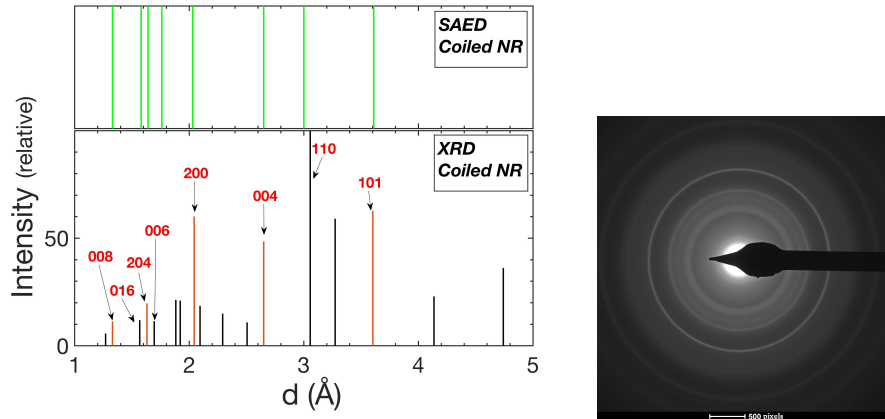 SAED
Coiled NR
XRD
Coiled NR
110
200
101
004
006
204
008
016
50
0
1
2
3
4
5
Intensity (relative)
d (Å)
500 pixels